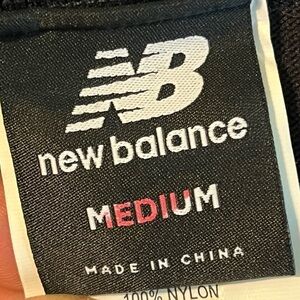 NB
new balance
MEDIUM
MADE IN CHINA
100% NYLON